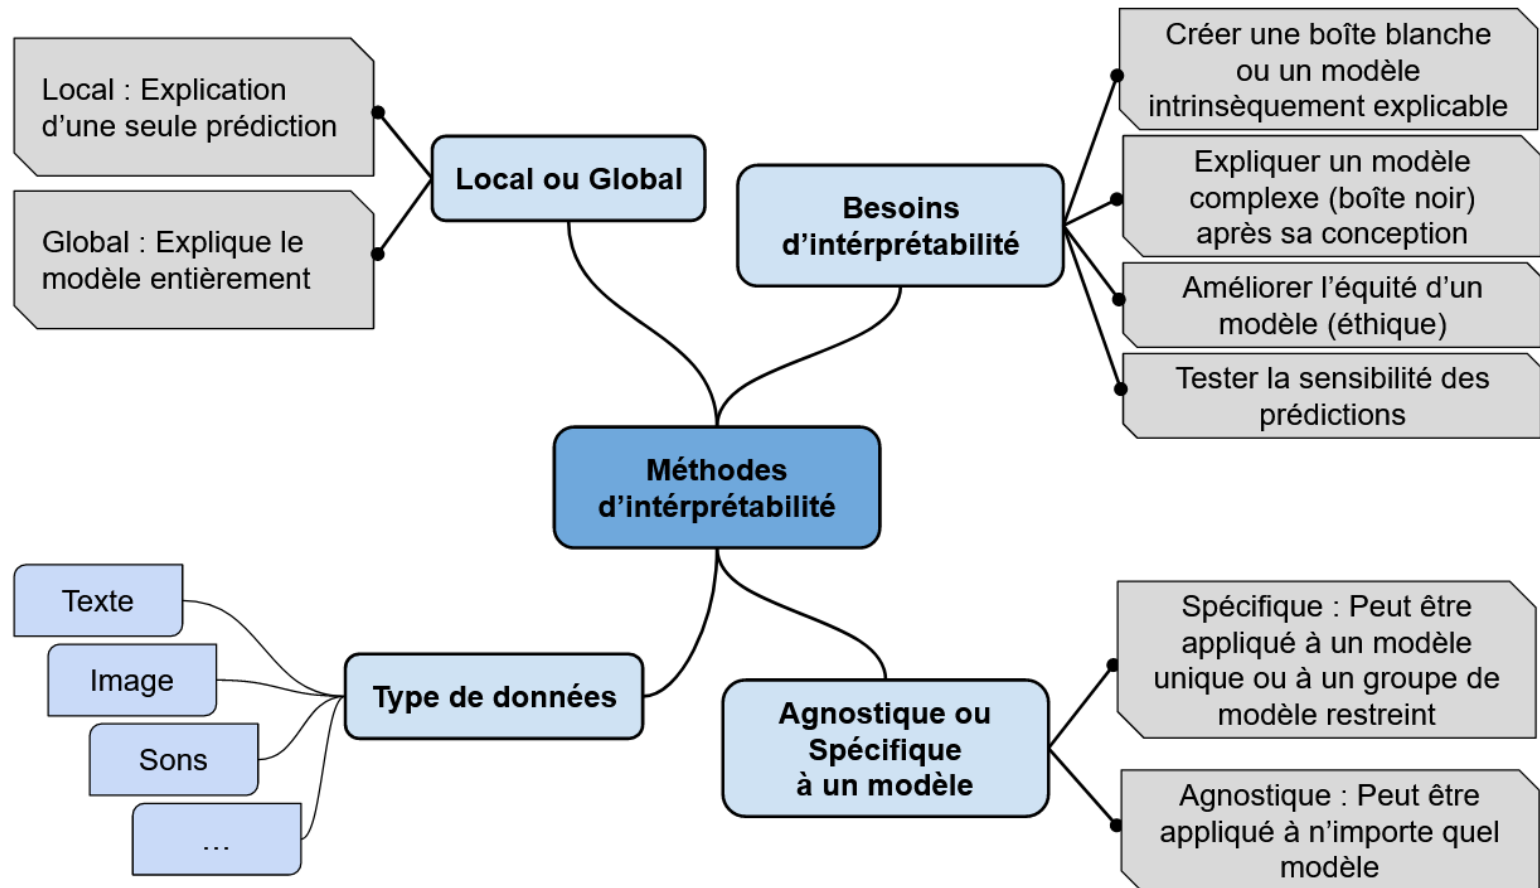 Local : Explication
d’une seule prédiction
Global : Explique le
modèle entièrement
Local ou Global
Besoins
d’intérprétabilité
Créer une boîte blanche
ou un modèle
intrinsèquement explicable
Expliquer un modèle
complexe (boîte noir)
après sa conception
Améliorer l’équité d’un
modèle (éthique)
Tester la sensibilité des
prédictions
Méthodes
d’intérprétabilité
Texte
Image
Sons
...
Type de données
Agnostique ou
Spécifique
à un modèle
Spécifique : Peut être
appliqué à un modèle
unique ou à un groupe de
modèle restreint
Agnostique : Peut être
appliqué à n’importe quel
modèle